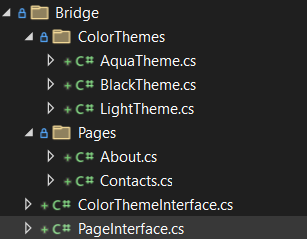 Bridge
ColorThemes
+ C# AquaTheme.cs
+ C# BlackTheme.cs
+ C# LightTheme.cs
Pages
+ C# About.cs
+ C# Contacts.cs
+ C# ColorThemeInterface.cs
+ C# PageInterface.cs